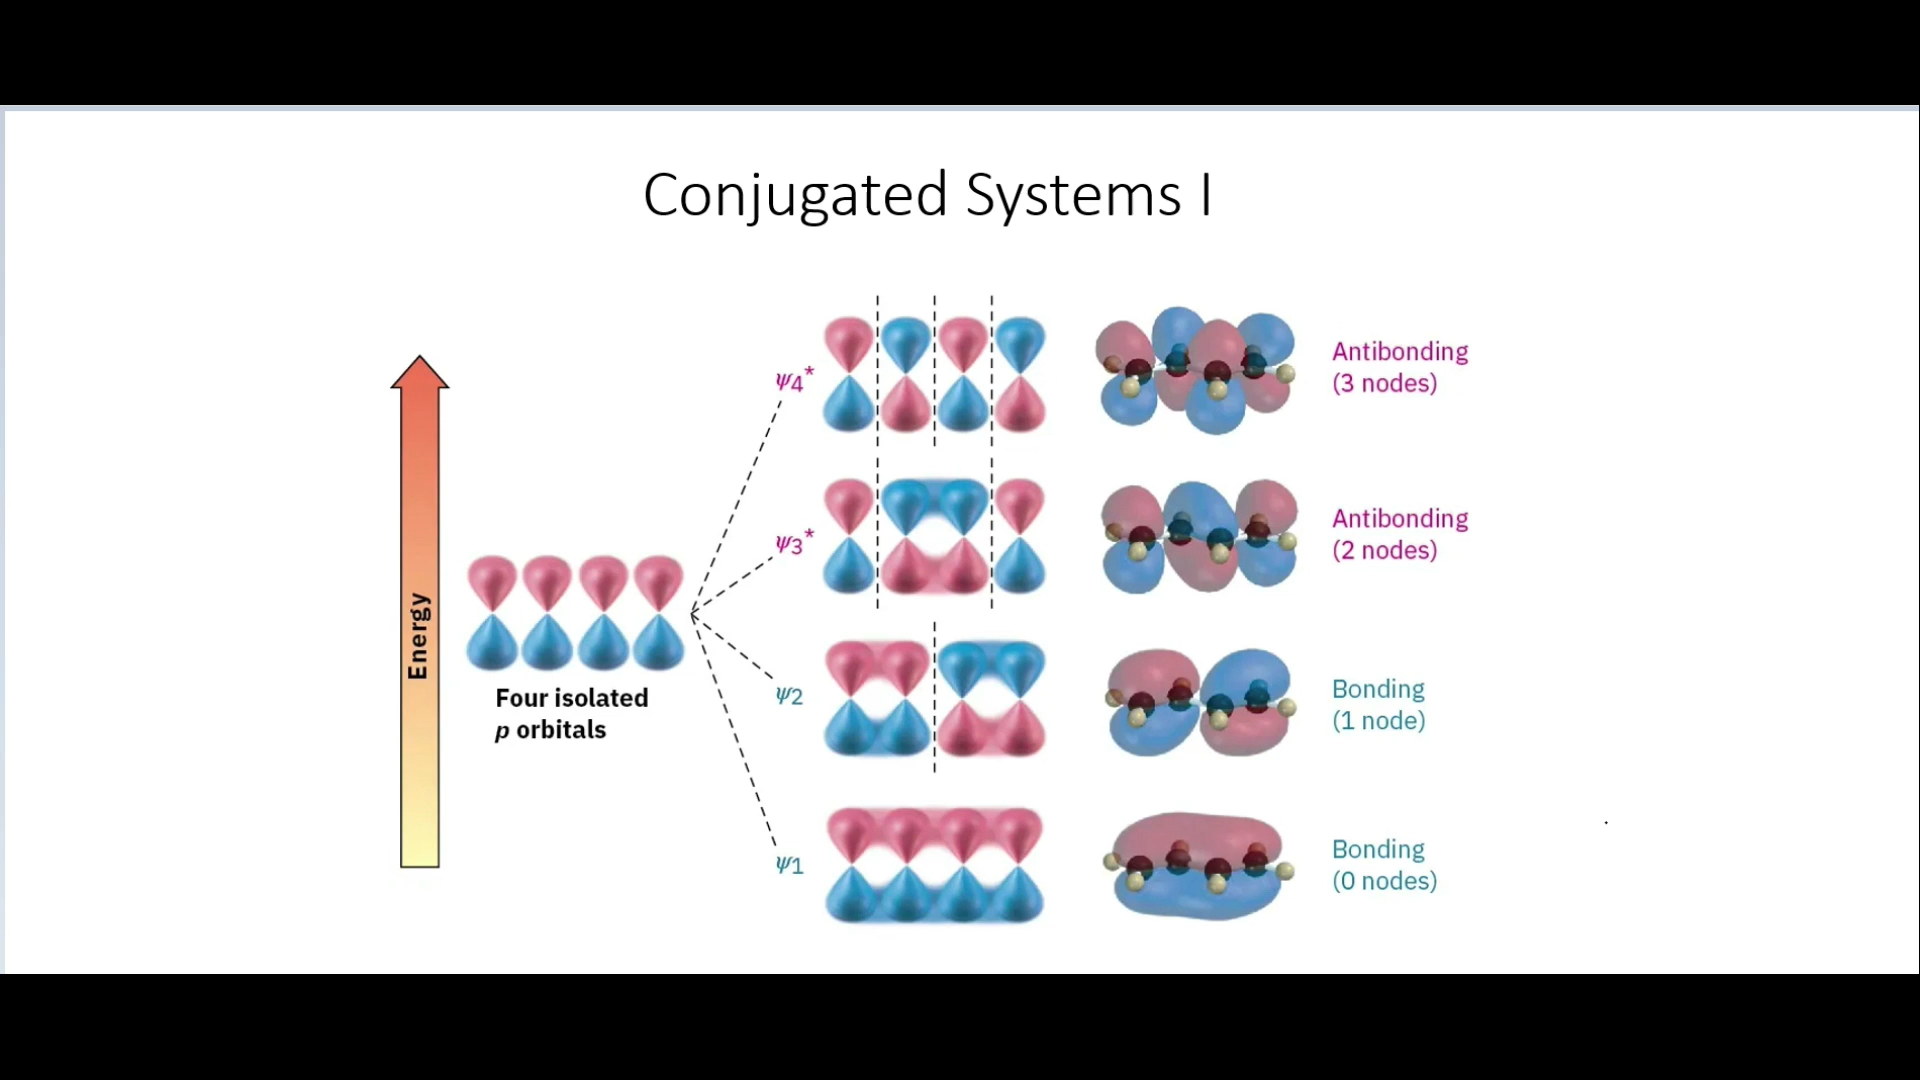 Conjugated Systems I
Energy
Four isolated
p orbitals
ψ4*
Antibonding
(3 nodes)
ψ3*
Antibonding
(2 nodes)
ψ2
Bonding
(1 node)
ψ1
Bonding
(0 nodes)